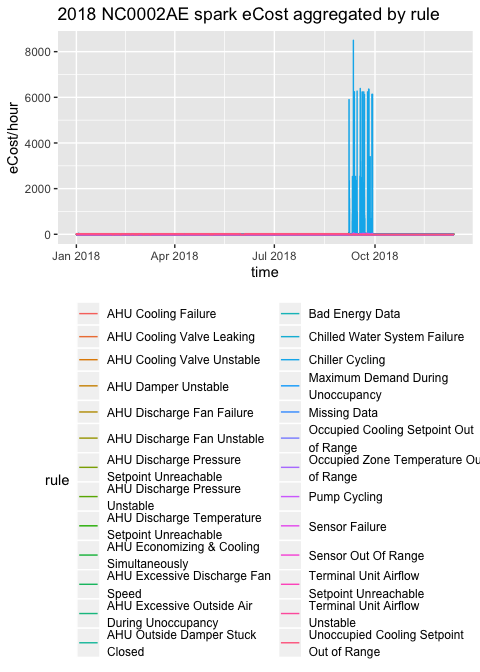 2018 NC0002AE spark eCost aggregated by rule
8000
6000
4000
2000
0
eCost/hour
Jan 2018
Apr 2018
Jul 2018
Oct 2018
time
rule
AHU Cooling Failure
AHU Cooling Valve Leaking
AHU Cooling Valve Unstable
AHU Damper Unstable
AHU Discharge Fan Failure
AHU Discharge Fan Unstable
AHU Discharge Pressure
Setpoint Unreachable
AHU Discharge Pressure
Unstable
AHU Discharge Temperature
Setpoint Unreachable
AHU Economizing & Cooling
Simultaneously
AHU Excessive Discharge Fan
Speed
AHU Excessive Outside Air
During Unoccupancy
AHU Outside Damper Stuck
Closed
Bad Energy Data
Chilled Water System Failure
Chiller Cycling
Maximum Demand During
Unoccupancy
Missing Data
Occupied Cooling Setpoint Out
of Range
Occupied Zone Temperature Ou
of Range
Pump Cycling
Sensor Failure
Sensor Out Of Range
Terminal Unit Airflow
Setpoint Unreachable
Terminal Unit Airflow
Unstable
Unoccupied Cooling Setpoint
Out of Range